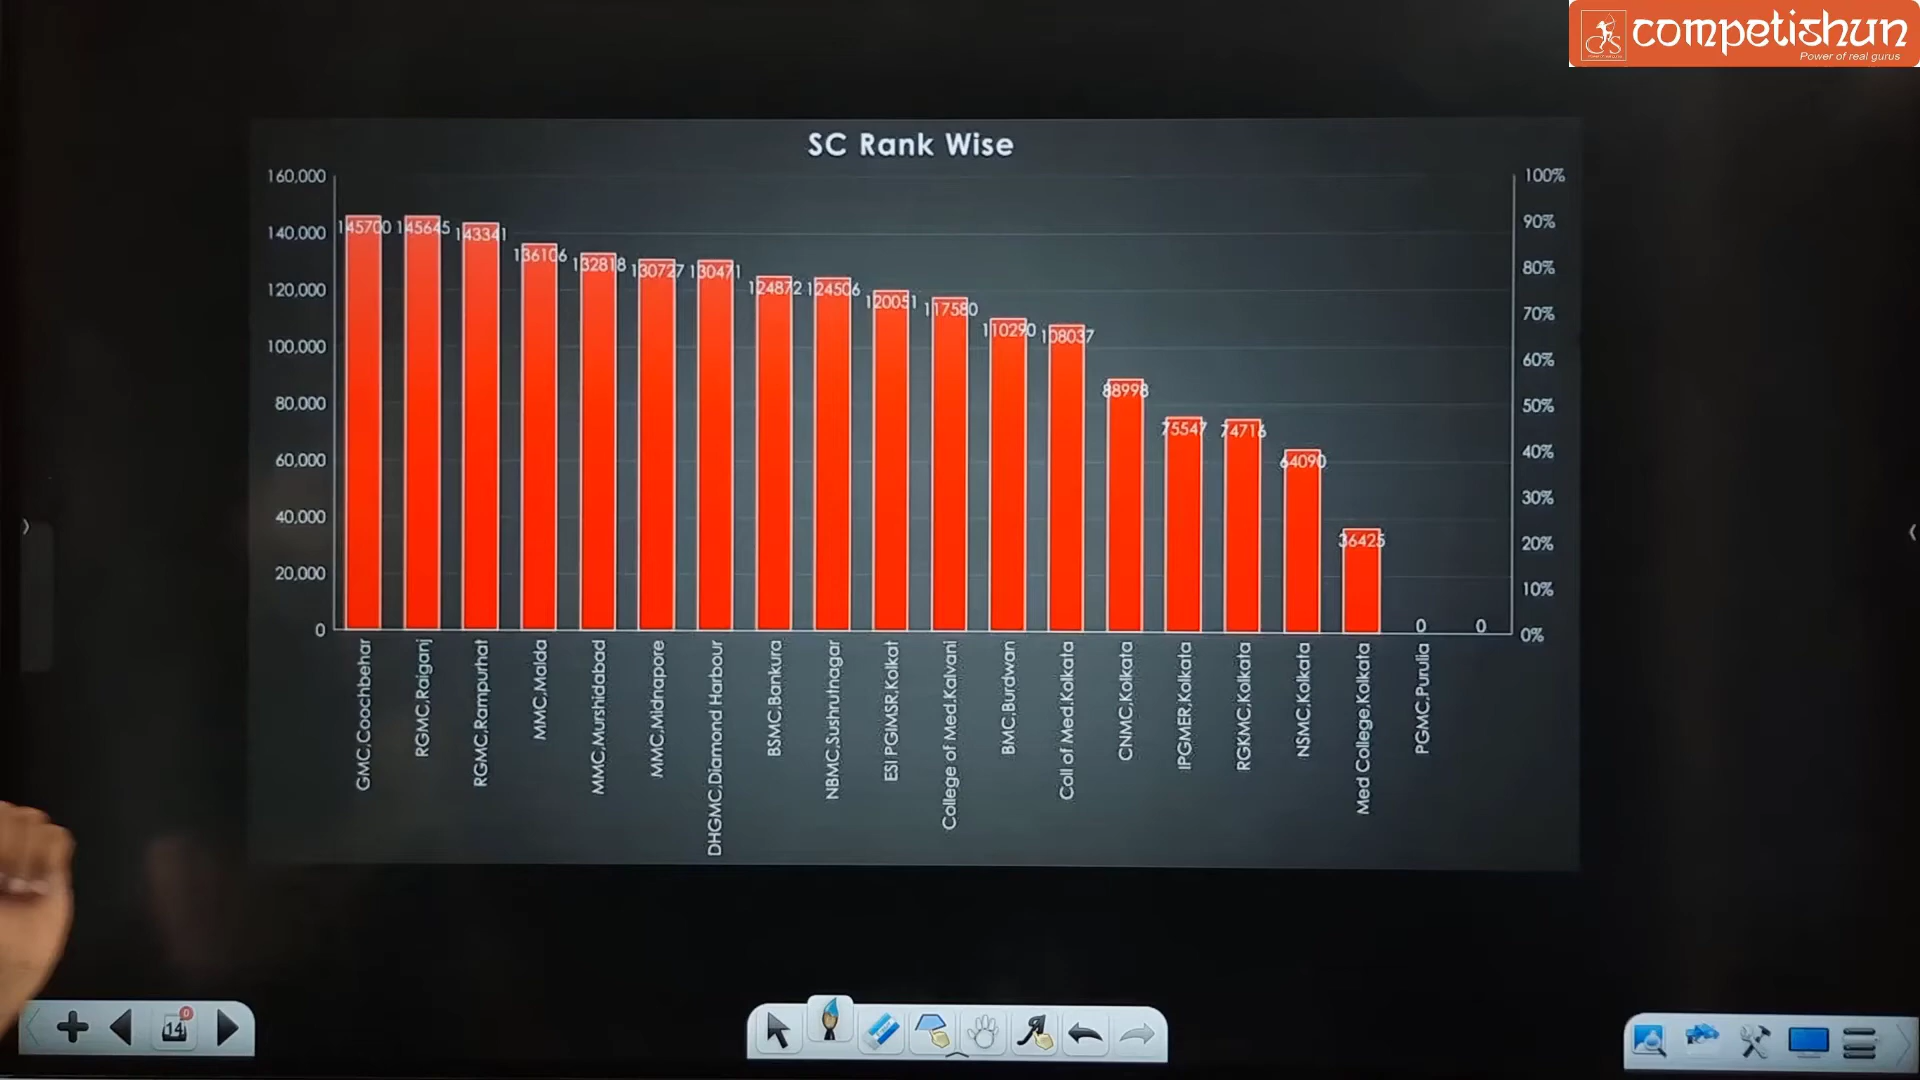 competishun
Power of real gurus
SC Rank Wise
160,000
140,000
120,000
100,000
80,000
60,000
40,000
20,000
0
100%
90%
80%
70%
60%
50%
40%
30%
20%
10%
0%
145700 145645 143341 136106 132818 130727 130471 124872 124506 120051 117580 110290 108037 88998 75547 74716 64090 36425 0 0
GMC,Coochbehar
RGMC,Raiganj
RGMC,Rampurhat
MMC,Malda
MMC,Murshidabad
MMC,Midnapore
DHGMC,Diamond Harbour
BSMC,Bankura
NBMC,Sushrutnagar
ESI PGIMSR,Kolkat
College of Med,Kalyani
BMC,Burdwan
Coll of Med,Kolkata
CNMC,Kolkata
IPGMER,Kolkata
RGKMC,Kolkata
NSMC,Kolkata
Med College,Kolkata
PGMC,Purulia
14
0